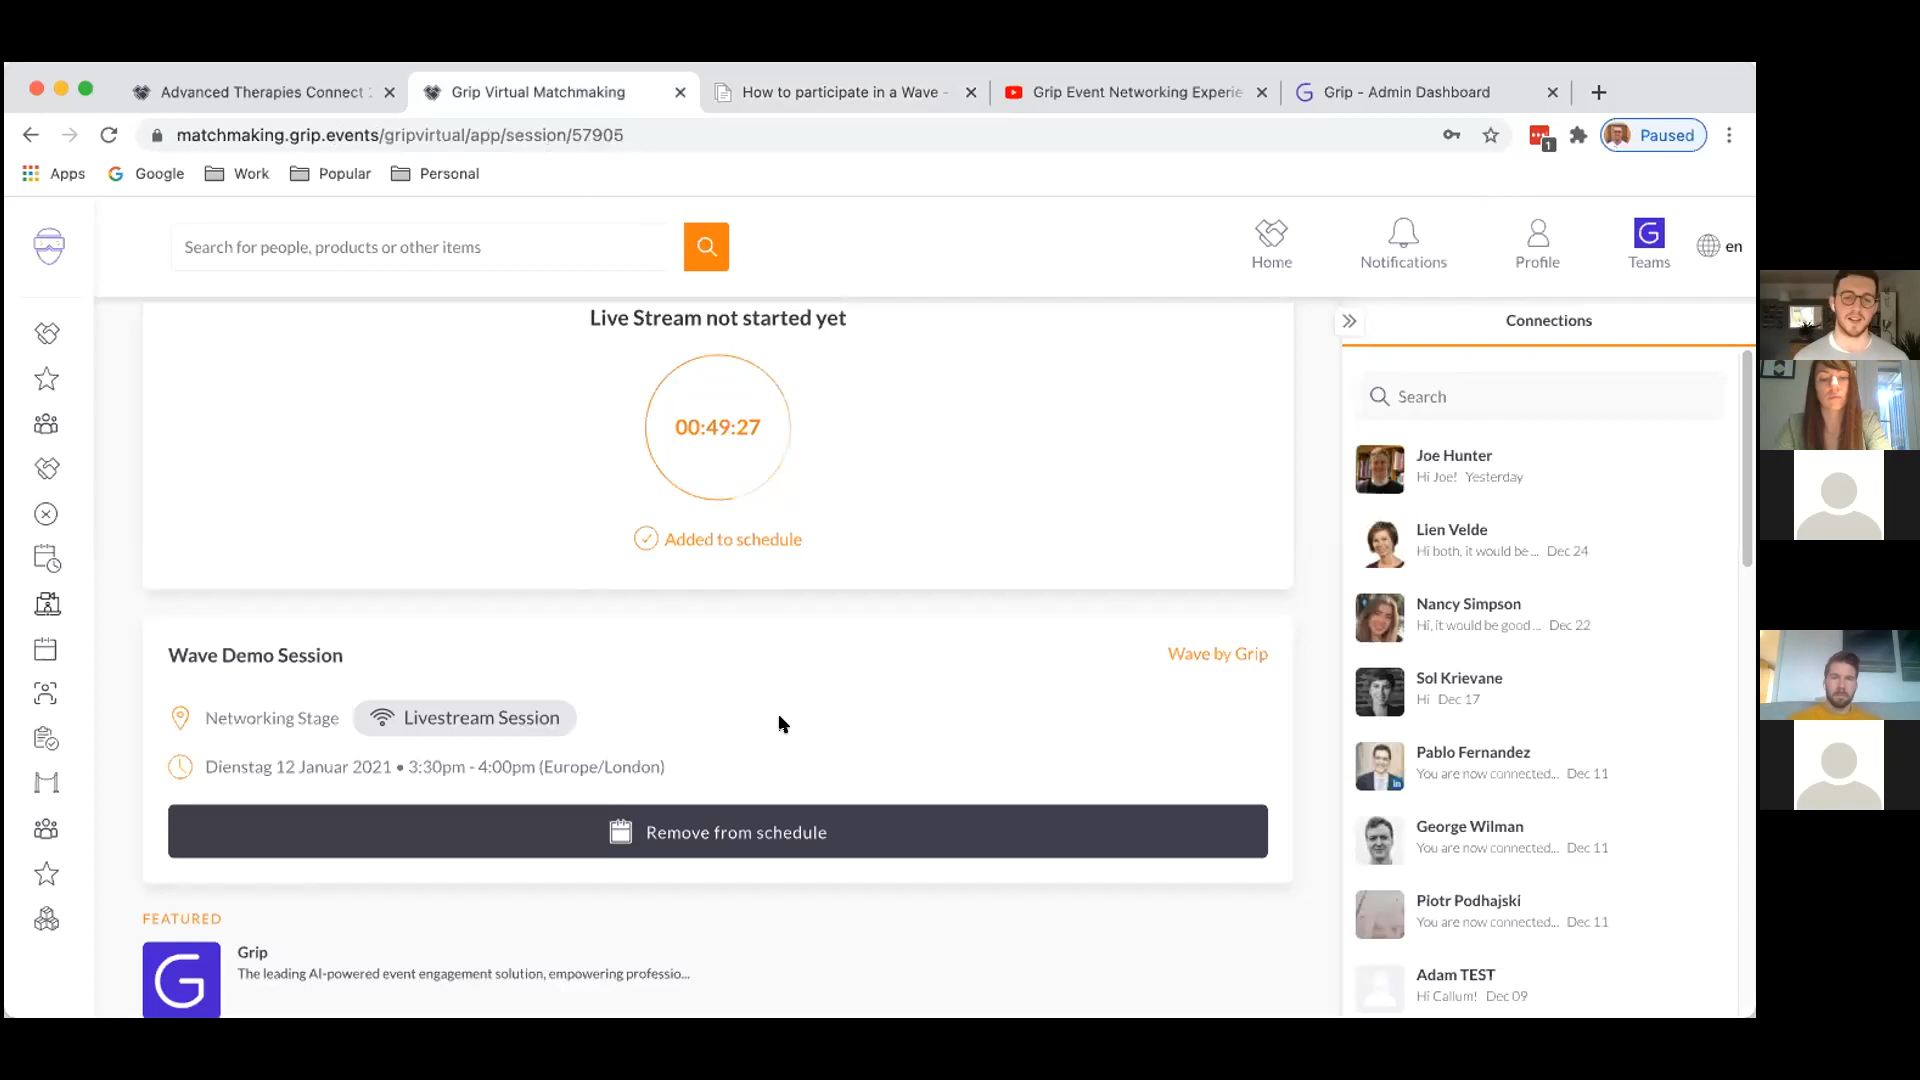 Advanced Therapies Connect
Grip Virtual Matchmaking
How to participate in a Wave -
Grip Event Networking Experie
Grip - Admin Dashboard
matchmaking.grip.events/gripvirtual/app/session/57905
1
Paused
Apps
Google
Work
Popular
Personal
Search for people, products or other items
Home
Notifications
Profile
G
Teams
en
Live Stream not started yet
00:49:27
Added to schedule
Wave Demo Session
Wave by Grip
Networking Stage
Livestream Session
Dienstag 12 Januar 2021 • 3:30pm - 4:00pm (Europe/London)
Remove from schedule
FEATURED
G
Grip
The leading AI-powered event engagement solution, empowering professio...
Connections
Search
Joe Hunter
Hi Joe! Yesterday
Lien Velde
Hi both, it would be ... Dec 24
Nancy Simpson
Hi, it would be good ... Dec 22
Sol Krievane
Hi Dec 17
Pablo Fernandez
You are now connected... Dec 11
in
George Wilman
You are now connected... Dec 11
Piotr Podhajski
You are now connected... Dec 11
Adam TEST
Hi Callum! Dec 09